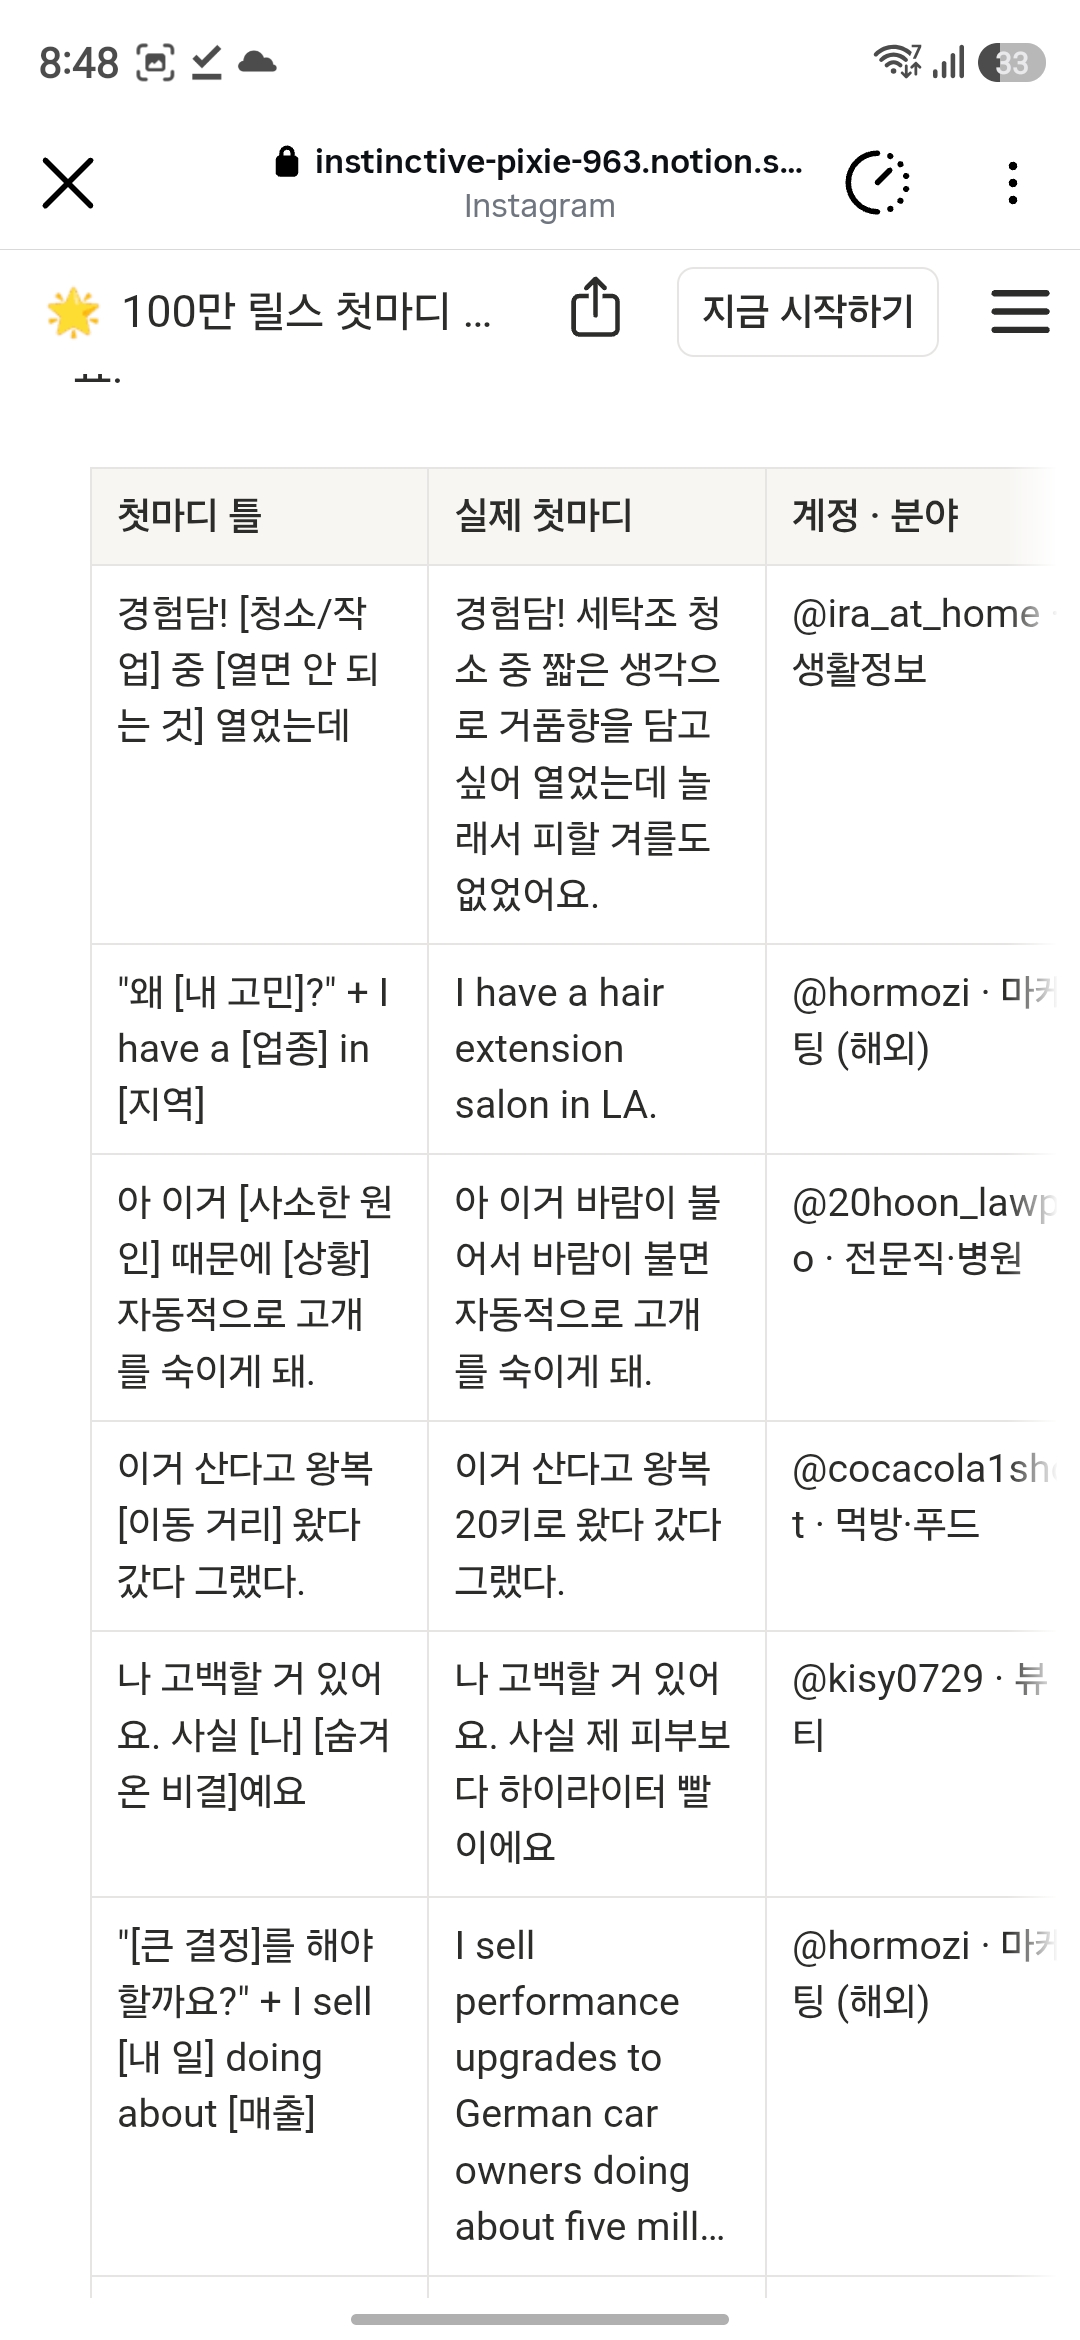 8:48
7
33
instinctive-pixie-963.notion.s...
Instagram
100만 릴스 첫마디 ...
지금 시작하기
요.
첫마디 틀
실제 첫마디
계정 · 분야
경험담! [청소/작
업] 중 [열면 안 되
는 것] 열었는데
경험담! 세탁조 청
소 중 짧은 생각으
로 거품향을 담고
싶어 열었는데 놀
래서 피할 겨를도
없었어요.
@ira_at_home ·
생활정보
"왜 [내 고민]?" + I
have a [업종] in
[지역]
I have a hair
extension
salon in LA.
@hormozi · 마케
팅 (해외)
아 이거 [사소한 원
인] 때문에 [상황]
자동적으로 고개
를 숙이게 돼.
아 이거 바람이 불
어서 바람이 불면
자동적으로 고개
를 숙이게 돼.
@20hoon_lawp
o · 전문직·병원
이거 산다고 왕복
[이동 거리] 왔다
갔다 그랬다.
이거 산다고 왕복
20키로 왔다 갔다
그랬다.
@cocacola1sho
t · 먹방·푸드
나 고백할 거 있어
요. 사실 [나] [숨겨
온 비결]예요
나 고백할 거 있어
요. 사실 제 피부보
다 하이라이터 빨
이에요
@kisy0729 · 뷰
티
"[큰 결정]를 해야
할까요?" + I sell
[내 일] doing
about [매출]
I sell
performance
upgrades to
German car
owners doing
about five mill...
@hormozi · 마케
팅 (해외)